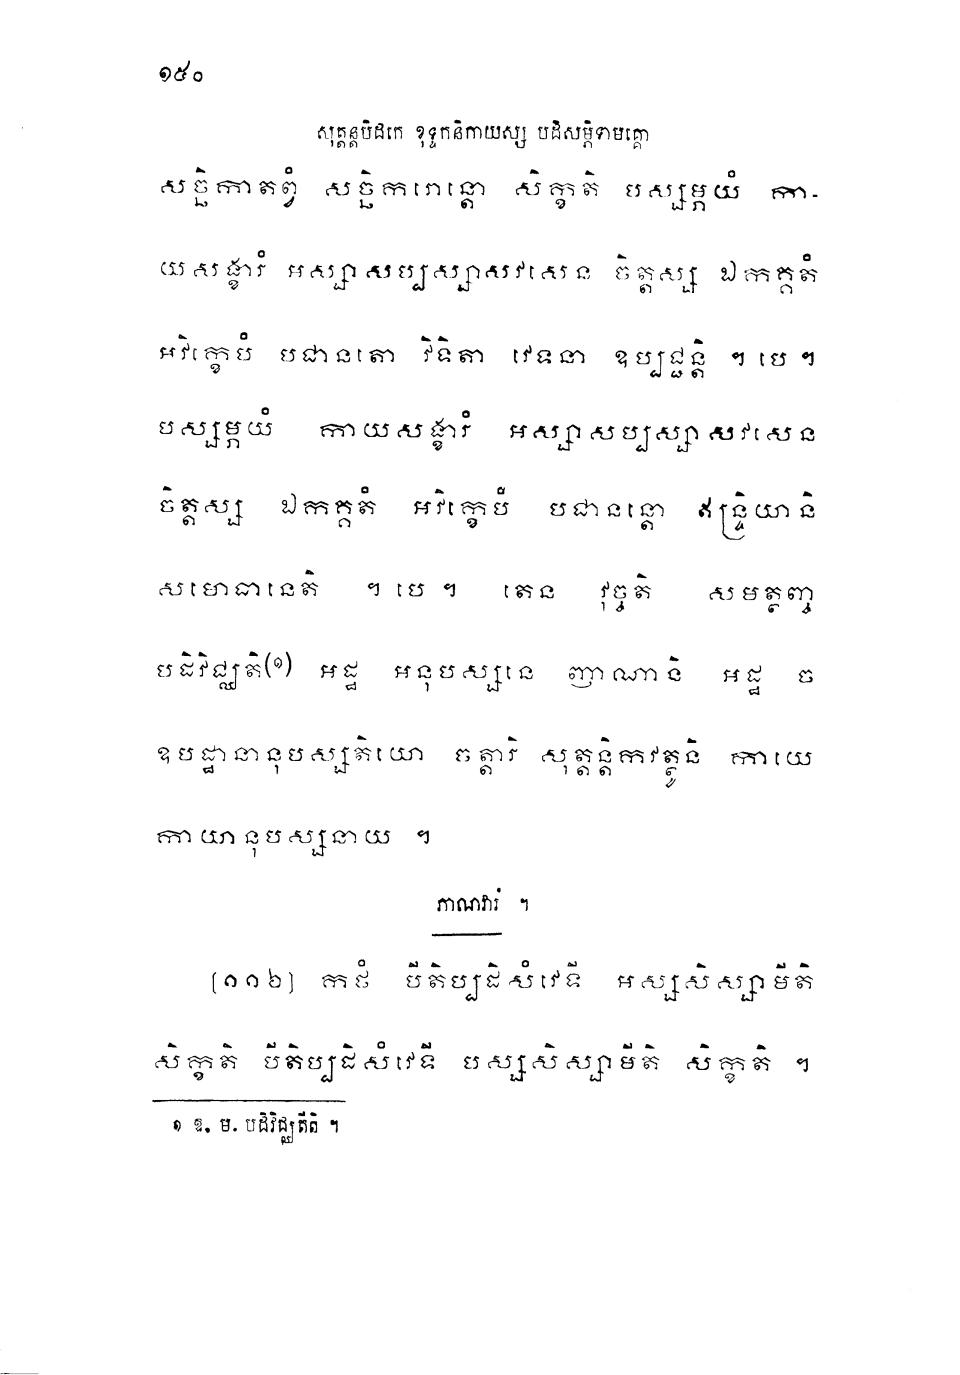 ១៥០
សុត្តន្តបិដកេ ខុទ្ទកនិកាយស្ស បដិសម្ភិទាមគ្គោ
សច្ឆិកាតព្វំ សច្ឆិករោន្តោ សិក្ខតិ បស្សម្ភយំ កា-
យសង្ខារំ អស្សាសប្បស្សាសវសេន ចិត្តស្ស ឯកគ្គតំ
អវិក្ខេបំ បជានតោ វិទិតា វេទនា ឧប្បជ្ជន្តិ ។ បេ ។
បស្សម្ភយំ កាយសង្ខារំ អស្សាសប្បស្សាសវសេន
ចិត្តស្ស ឯកគ្គតំ អវិក្ខេបំ បជានន្តោ ឥន្ទ្រិយានិ
សមោធានេតិ ។ បេ ។ តេន វុច្ចតិ សមត្ថញ្ច
បដិវិជ្ឈតិ(១) អដ្ឋ អនុបស្សនេ ញាណានិ អដ្ឋ ច
ឧបដ្ឋានានុបស្សតិយោ ចត្តារិ សុត្តន្តិកវត្ថូនិ កាយេ
កាយានុបស្សនាយ ។
ភាណវារំ ។
[១១៦] កថំ បីតិប្បដិសំវេទី អស្សសិស្សាមីតិ
សិក្ខតិ បីតិប្បដិសំវេទី បស្សសិស្សាមីតិ សិក្ខតិ ។
១ ឱ. ម. បដិវិជ្ឈតីតិ ។